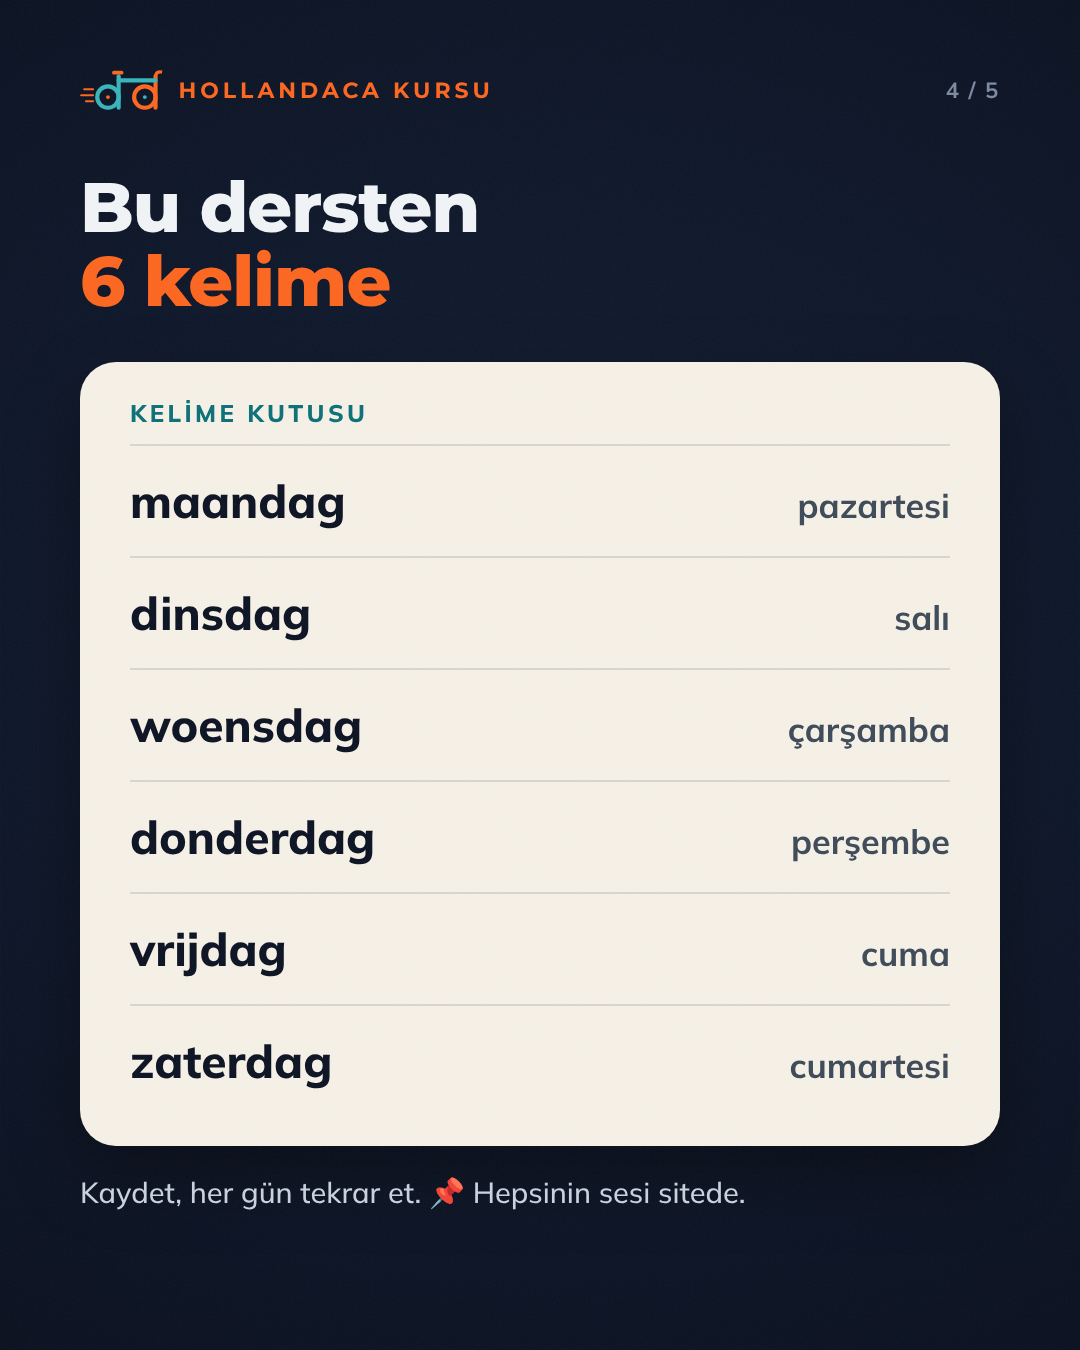 HOLLANDACA KURSU
4 / 5
Bu dersten
6 kelime
KELİME KUTUSU
maandag pazartesi
dinsdag salı
woensdag çarşamba
donderdag perşembe
vrijdag cuma
zaterdag cumartesi
Kaydet, her gün tekrar et. 📌 Hepsinin sesi sitede.